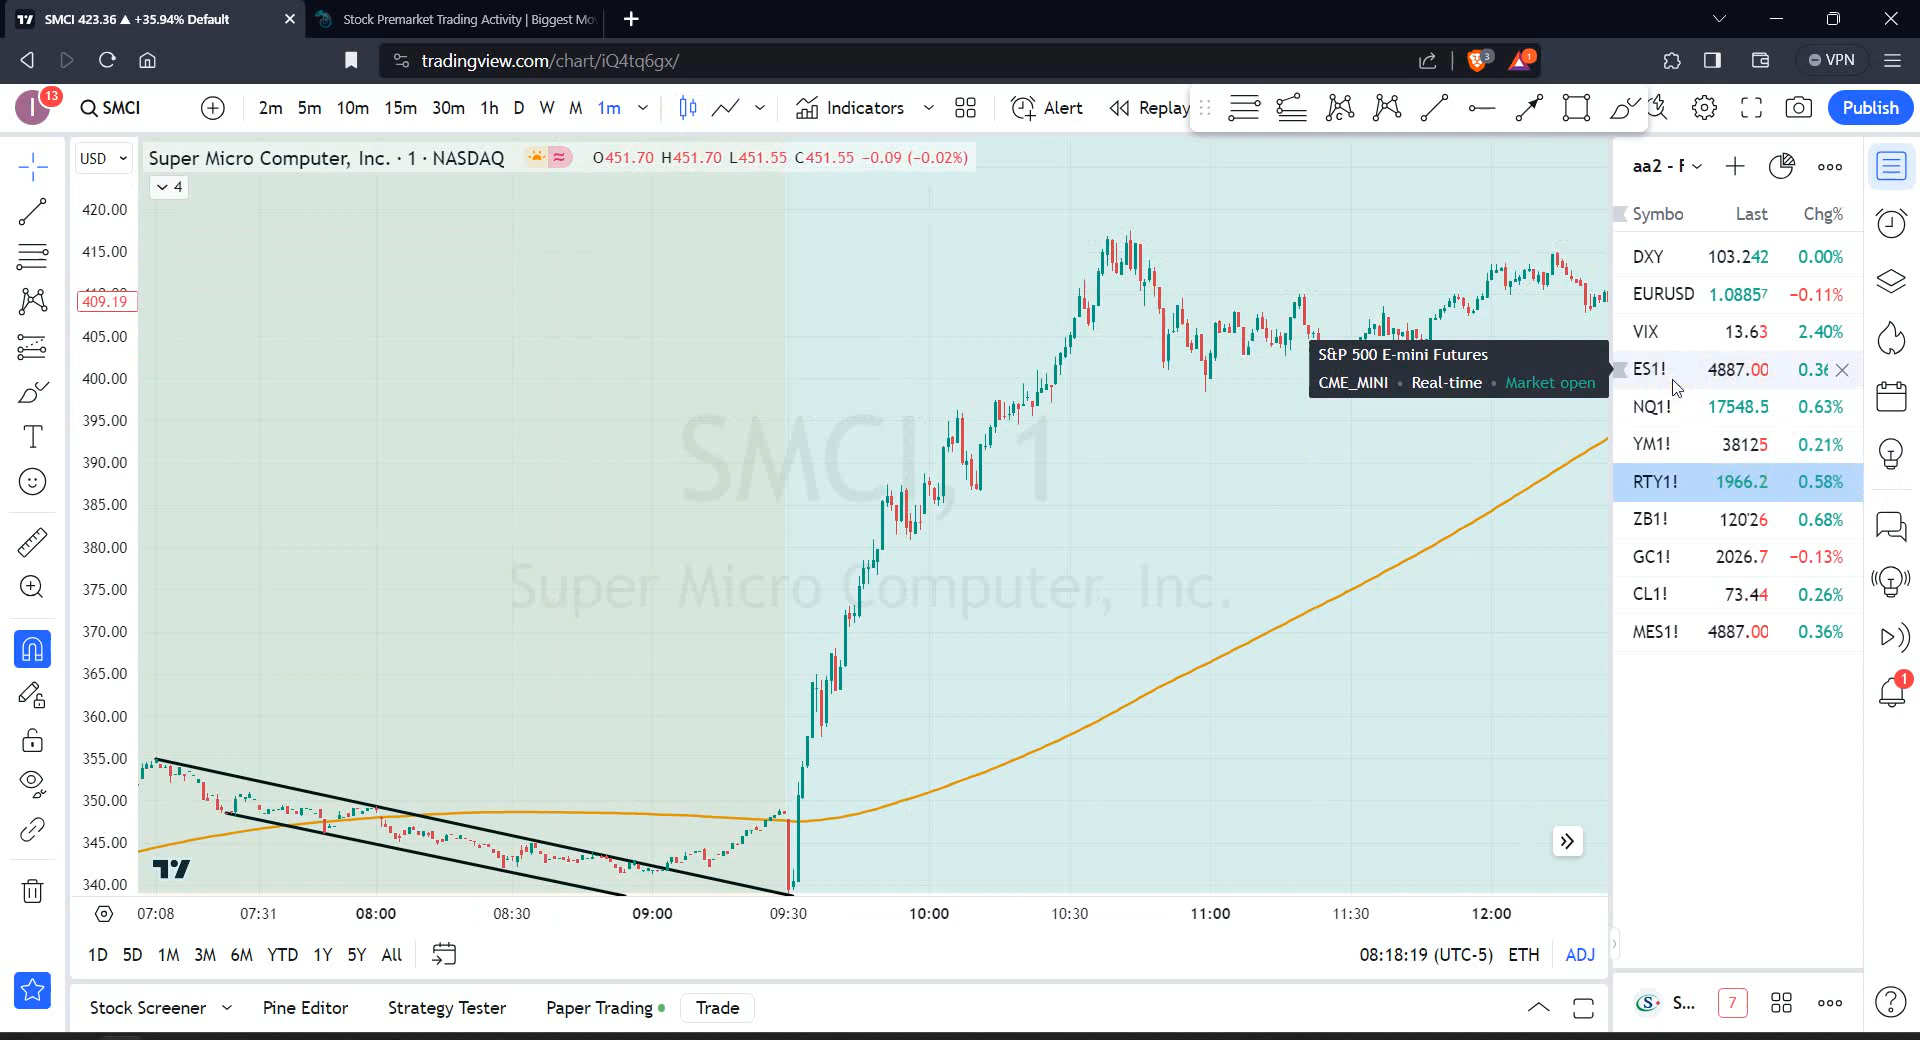 SMCI 423.36 ▲ +35.94% Default
Stock Premarket Trading Activity | Biggest Mo
tradingview.com/chart/iQ4tq6gx/
3
1
VPN
I
13
SMCI
2m 5m 10m 15m 30m 1h D W M 1m
Indicators
Alert
Replay
Publish
USD
Super Micro Computer, Inc. · 1 · NASDAQ
O451.70 H451.70 L451.55 C451.55 −0.09 (−0.02%)
4
420.00
415.00
409.19
405.00
400.00
395.00
390.00
385.00
380.00
375.00
370.00
365.00
360.00
355.00
350.00
345.00
340.00
SMCI, 1
Super Micro Computer, Inc.
S&P 500 E-mini Futures
CME_MINI • Real-time • Market open
07:08 07:31 08:00 08:30 09:00 09:30 10:00 10:30 11:00 11:30 12:00
1D 5D 1M 3M 6M YTD 1Y 5Y All
08:18:19 (UTC-5) ETH ADJ
Stock Screener
Pine Editor
Strategy Tester
Paper Trading
Trade
aa2 - F
Symbo Last Chg%
DXY 103.242 0.00%
EURUSD 1.08857 −0.11%
VIX 13.63 2.40%
ES1! 4887.00 0.36
NQ1! 17548.5 0.63%
YM1! 38125 0.21%
RTY1! 1966.2 0.58%
ZB1! 120'26 0.68%
GC1! 2026.7 −0.13%
CL1! 73.44 0.26%
MES1! 4887.00 0.36%
1
S...
7